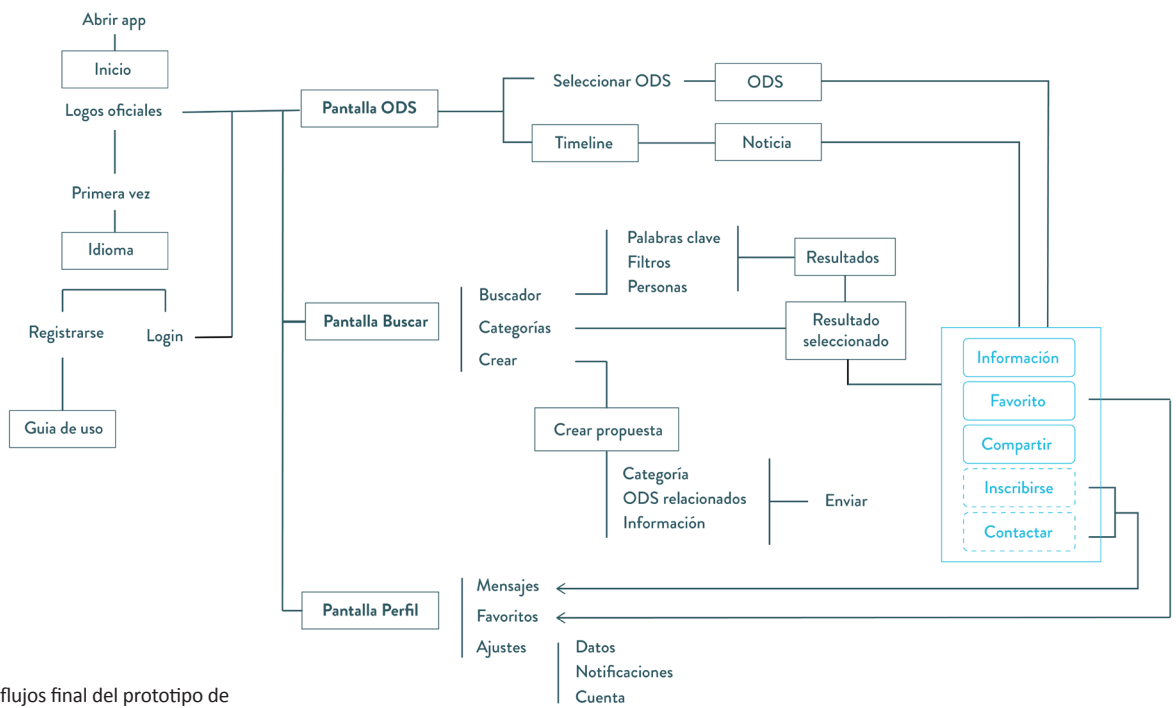 Abrir app
Inicio
Logos oficiales
Primera vez
Idioma
Registrarse
Login
Guia de uso
Pantalla ODS
Seleccionar ODS
ODS
Timeline
Noticia
Pantalla Buscar
Buscador
Categorías
Crear
Palabras clave
Filtros
Personas
Resultados
Resultado
seleccionado
Crear propuesta
Categoría
ODS relacionados
Información
Enviar
Información
Favorito
Compartir
Inscribirse
Contactar
Pantalla Perfil
Mensajes
Favoritos
Ajustes
Datos
Notificaciones
Cuenta
flujos final del prototipo de